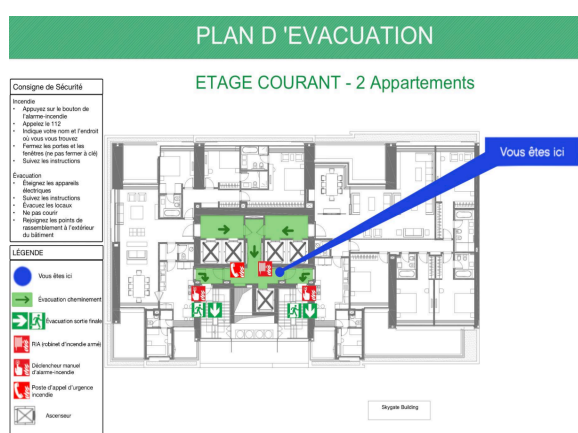 PLAN D 'EVACUATION
ETAGE COURANT - 2 Appartements
Consigne de Sécurité
Incendie
• Appuyez sur le bouton de
l'alarme-incendie
• Appelez le 112
• Indique votre nom et l'endroit
où vous vous trouvez
• Fermez les portes et les
fenêtres (ne pas fermer à clé)
• Suivez les instructions
Évacuation
• Éteignez les appareils
électriques
• Suivez les instructions
• Évacuez les locaux
• Ne pas courir
• Rejoignez les points de
rassemblement à l'extérieur
du bâtiment
LÉGENDE
Vous êtes ici
Évacuation cheminement
Évacuation sortie finale
RIA (robinet d'incendie armé)
Déclencheur manuel
d'alarme-incendie
Poste d'appel d'urgence
incendie
Ascenseur
Vous êtes ici
Skygate Building